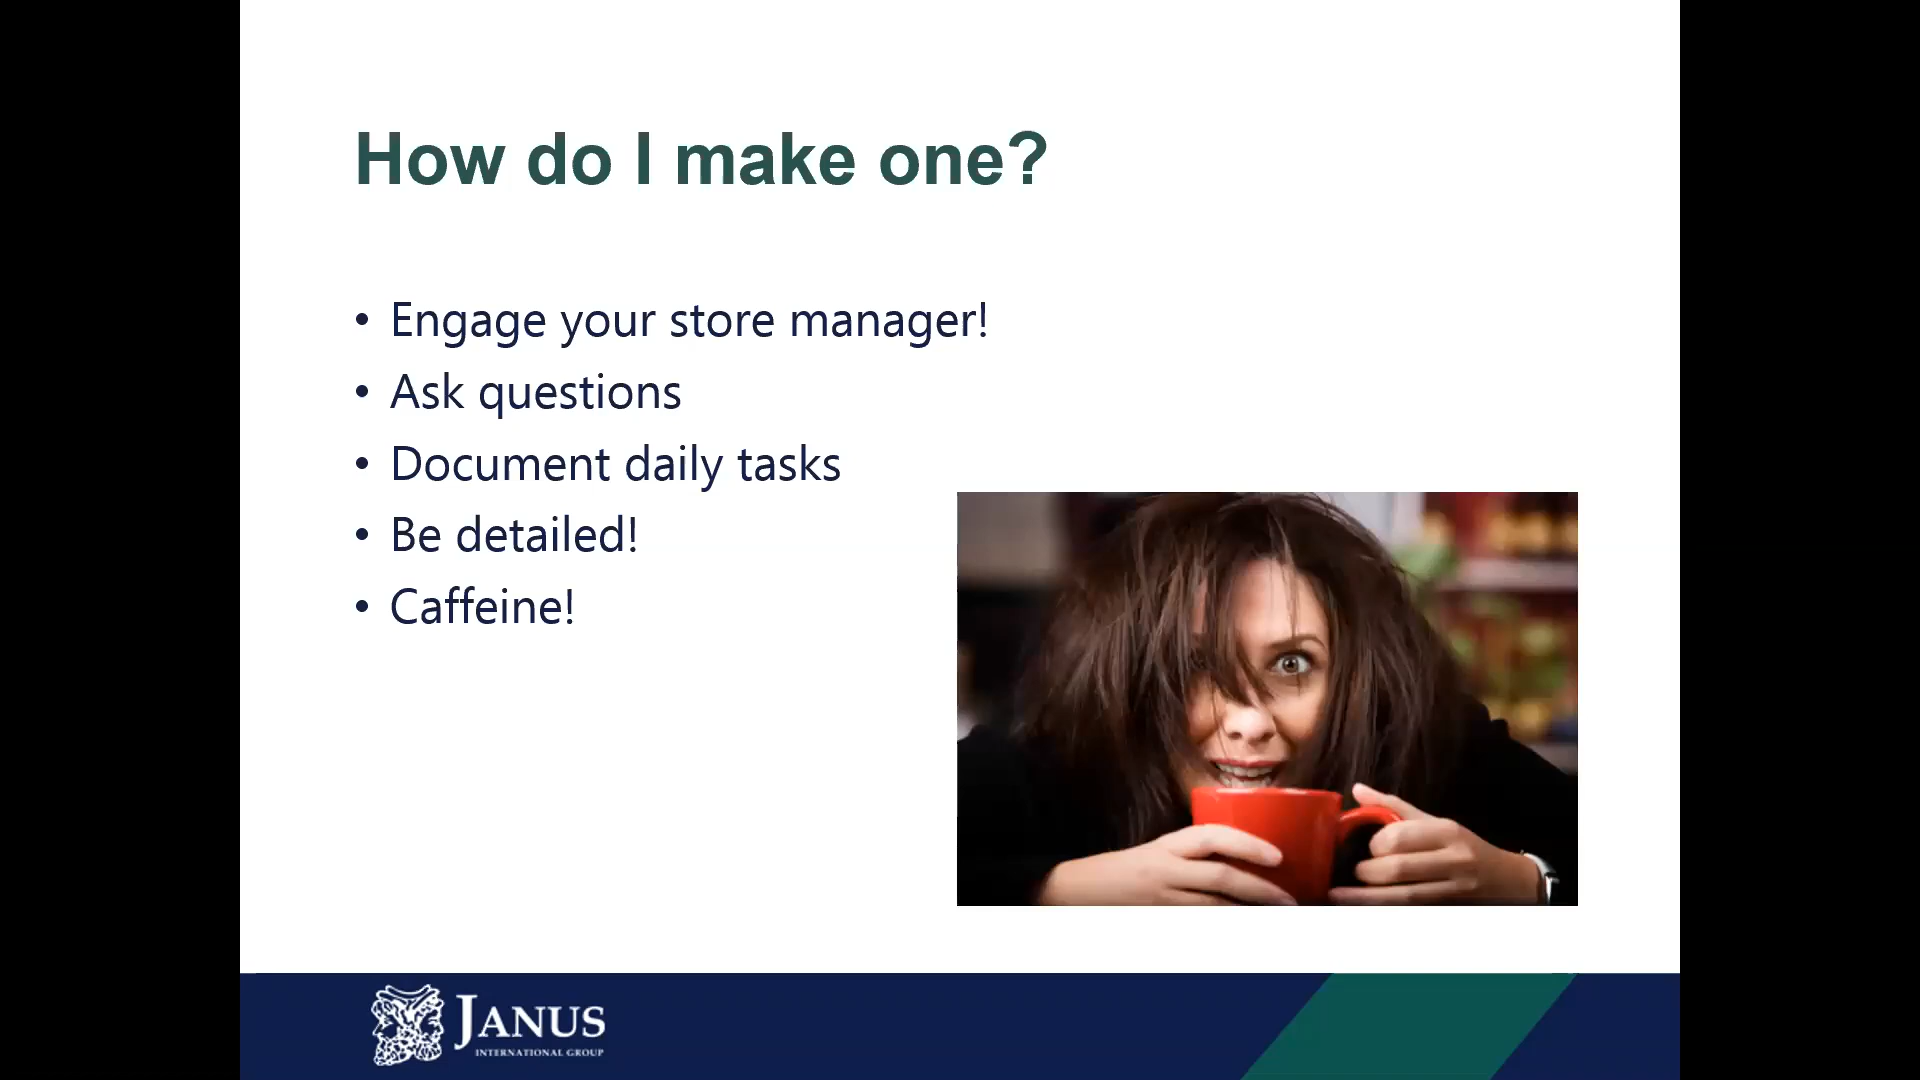 How do I make one?
• Engage your store manager!
• Ask questions
• Document daily tasks
• Be detailed!
• Caffeine!
JANUS
INTERNATIONAL GROUP